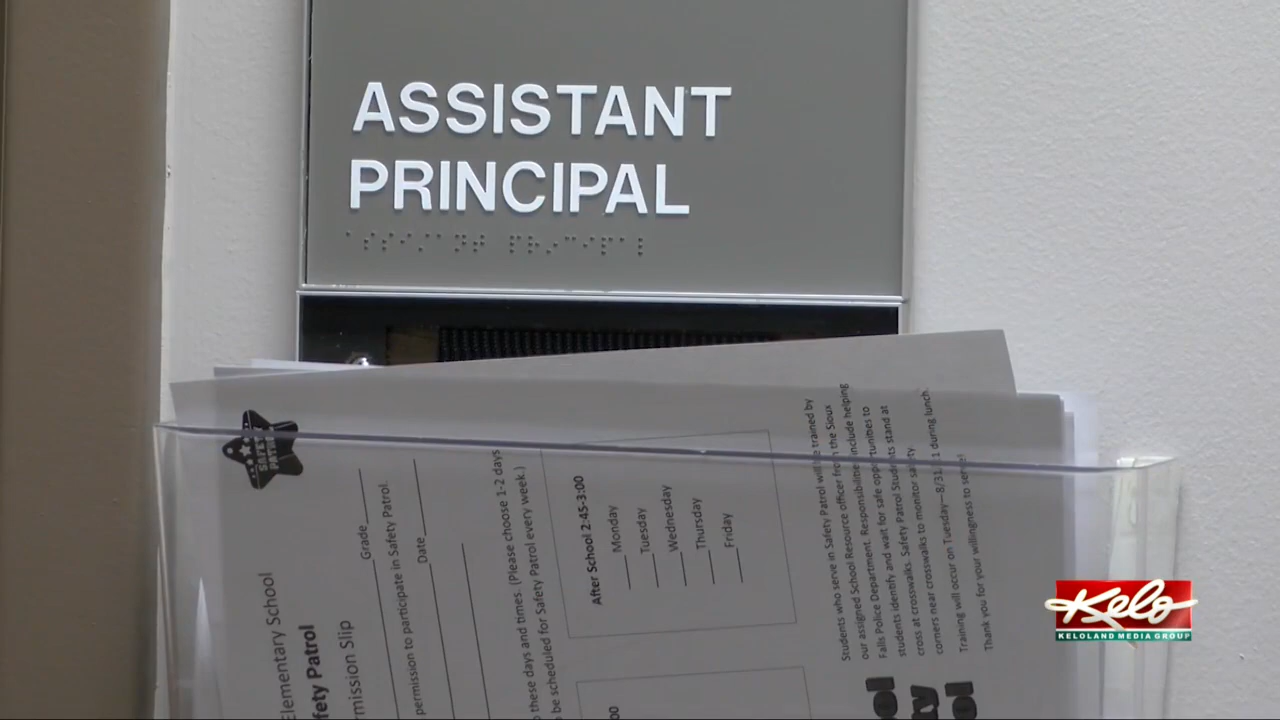 ASSISTANT
PRINCIPAL
SAFETY
PATROL
Elementary School
fety Patrol
mission Slip
Grade
permission to participate in Safety Patrol.
Date
these days and times. (Please choose 1-2 days
be scheduled for Safety Patrol every week.)
After School 2:45-3:00
Monday
Tuesday
Wednesday
Thursday
Friday
Students who serve in Safety Patrol will be trained by
our assigned School Resource officer from the Sioux
Falls Police Department. Responsibilities include helping
students identify and wait for safe opportunities to
cross at crosswalks. Safety Patrol Students stand at
corners near crosswalks to monitor safety
Training will occur on Tuesday—8/31/21 during lunch.
Thank you for your willingness to serve!
Kelo
KELOLAND MEDIA GROUP